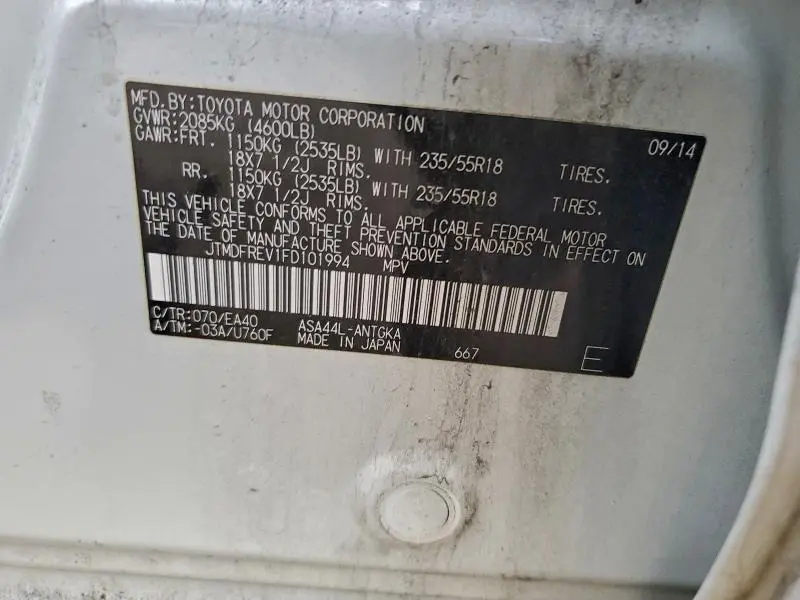 MFD.BY:TOYOTA MOTOR CORPORATION 09/14
GVWR:2085KG (4600LB)
GAWR:FRT. 1150KG (2535LB) WITH 235/55R18 TIRES.
18X7 1/2J RIMS.
RR. 1150KG (2535LB) WITH 235/55R18 TIRES.
18X7 1/2J RIMS.
THIS VEHICLE CONFORMS TO ALL APPLICABLE FEDERAL MOTOR
VEHICLE SAFETY AND THEFT PREVENTION STANDARDS IN EFFECT ON
THE DATE OF MANUFACTURE SHOWN ABOVE.
JTMDFREV1FD101994 MPV
C/TR:070/EA40 ASA44L-ANTGKA
A/TM:-03A/U760F MADE IN JAPAN 667 E